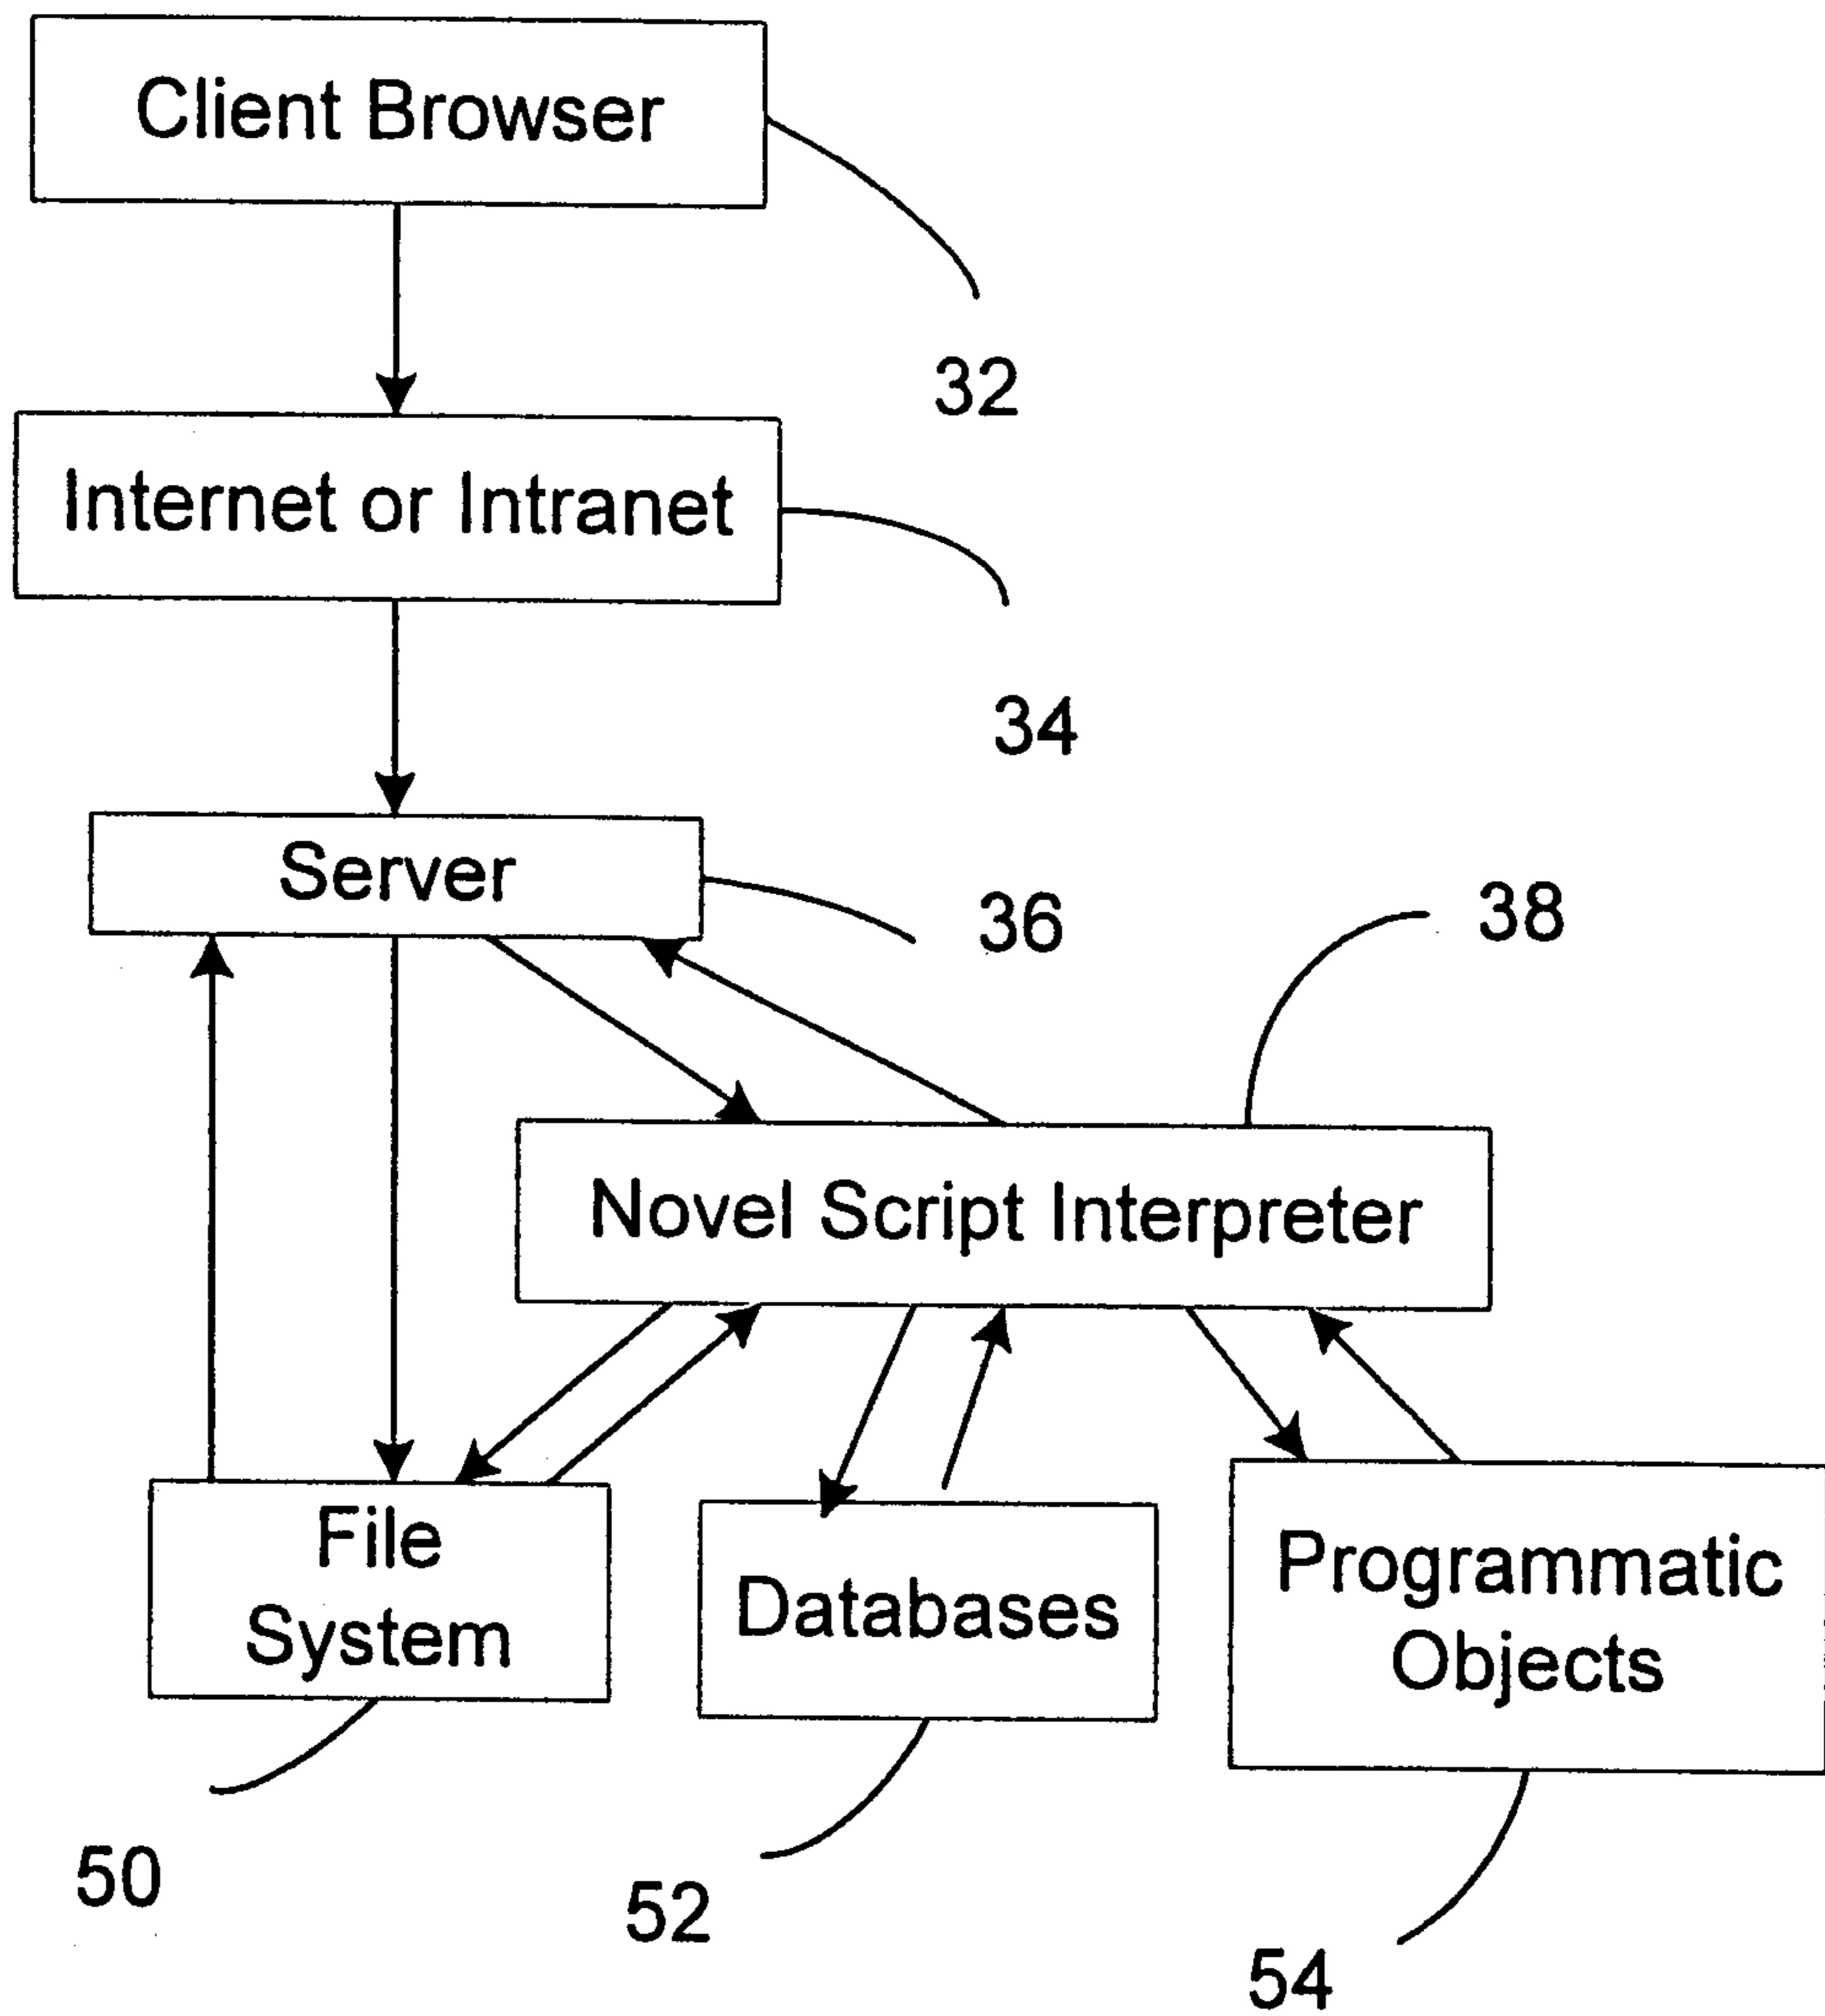 Client Browser
32
Internet or Intranet
34
Server
36
38
Novel Script Interpreter
File
System
Databases
Programmatic
Objects
50
52
54